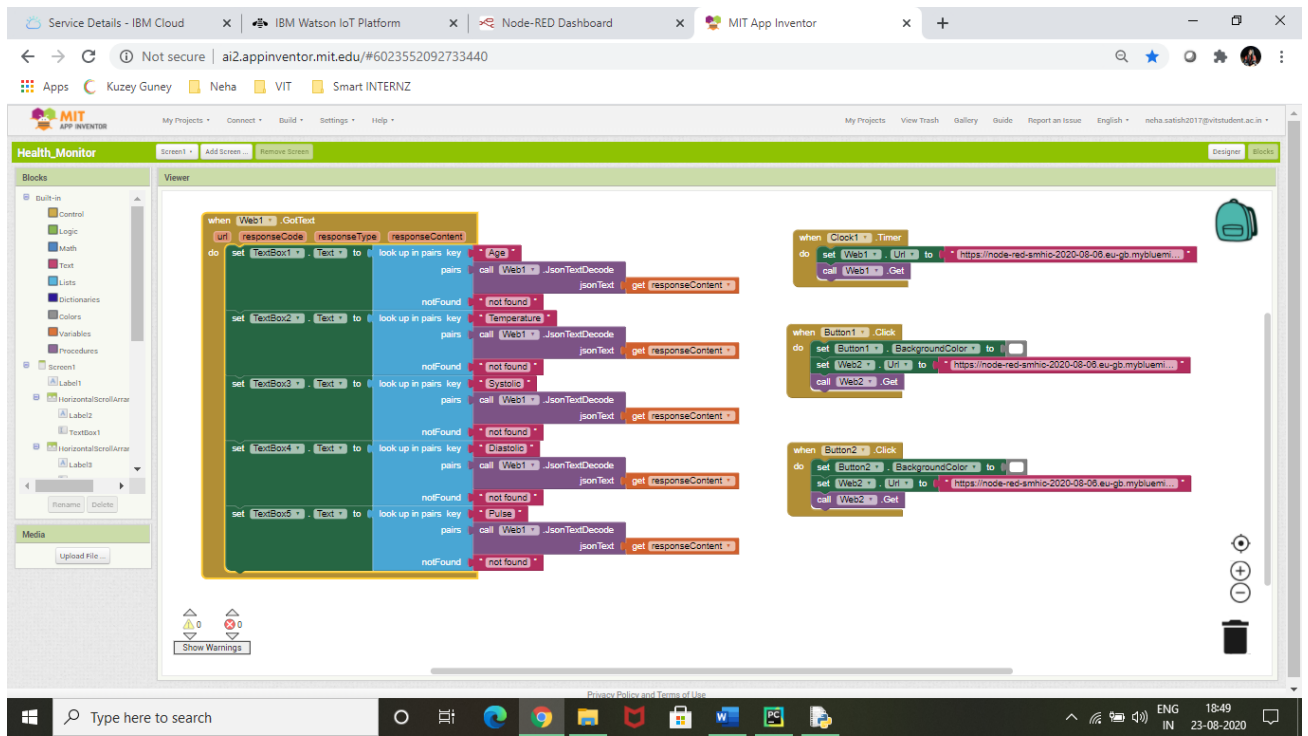 Service Details - IBM Cloud
IBM Watson IoT Platform
Node-RED Dashboard
MIT App Inventor
Not secure | ai2.appinventor.mit.edu/#6023552092733440
Apps Kuzey Guney Neha VIT Smart INTERNZ
MIT
APP INVENTOR
My Projects Connect Build Settings Help
My Projects View Trash Gallery Guide Report an Issue English neha.satish2017@vitstudent.ac.in
Health_Monitor
Screen1 Add Screen ... Remove Screen
Designer Blocks
Blocks
Viewer
Built-in
Control
Logic
Math
Text
Lists
Dictionaries
Colors
Variables
Procedures
Screen1
Label1
HorizontalScrollArrar
Label2
TextBox1
HorizontalScrollArrar
Label3
Rename Delete
Media
Upload File ...
when Web1 .GotText
url responseCode responseType responseContent
do set TextBox1 . Text to look up in pairs key " Age "
pairs call Web1 .JsonTextDecode
jsonText get responseContent
notFound " not found "
set TextBox2 . Text to look up in pairs key " Temperature "
pairs call Web1 .JsonTextDecode
jsonText get responseContent
notFound " not found "
set TextBox3 . Text to look up in pairs key " Systolic "
pairs call Web1 .JsonTextDecode
jsonText get responseContent
notFound " not found "
set TextBox4 . Text to look up in pairs key " Diastolic "
pairs call Web1 .JsonTextDecode
jsonText get responseContent
notFound " not found "
set TextBox5 . Text to look up in pairs key " Pulse "
pairs call Web1 .JsonTextDecode
jsonText get responseContent
notFound " not found "
when Clock1 .Timer
do set Web1 . Url to " https://node-red-smhic-2020-08-06.eu-gb.mybluemi... "
call Web1 .Get
when Button1 .Click
do set Button1 . BackgroundColor to
set Web2 . Url to " https://node-red-smhic-2020-08-06.eu-gb.mybluemi... "
call Web2 .Get
when Button2 .Click
do set Button2 . BackgroundColor to
set Web2 . Url to " https://node-red-smhic-2020-08-06.eu-gb.mybluemi... "
call Web2 .Get
0 0
Show Warnings
Privacy Policy and Terms of Use
Type here to search
ENG
IN
18:49
23-08-2020